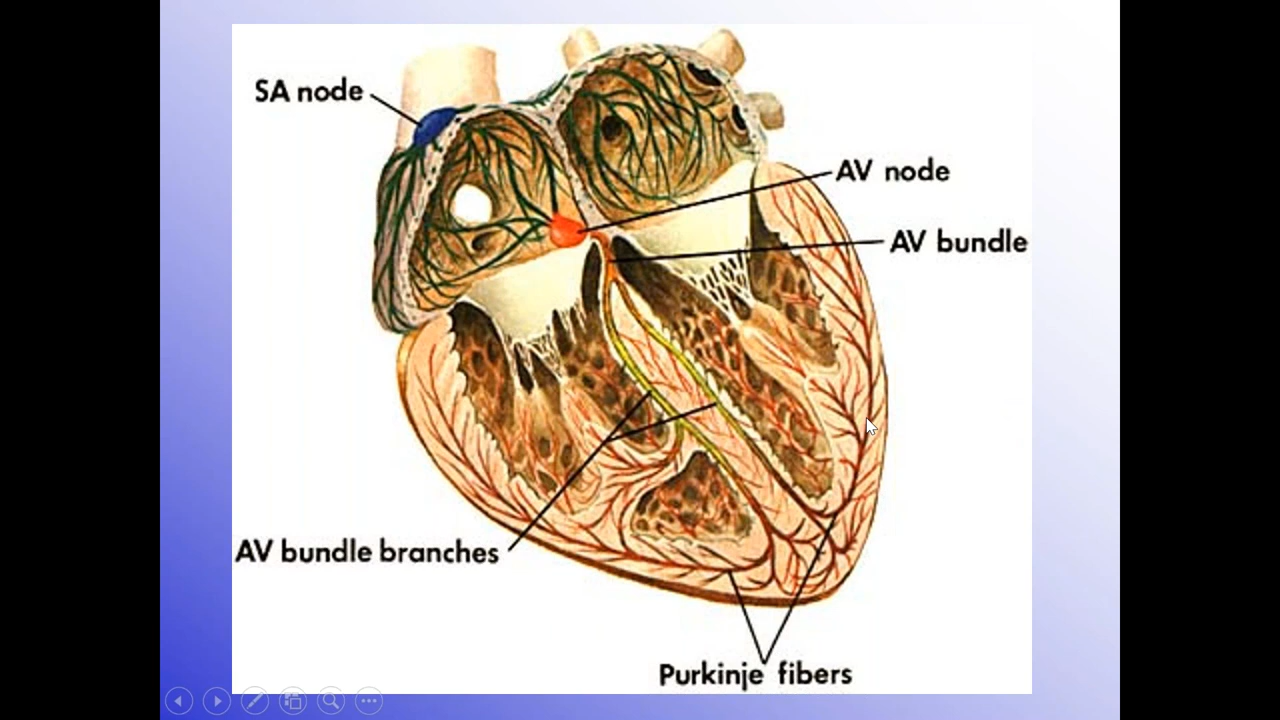 SA node
AV node
AV bundle
AV bundle branches
Purkinje fibers